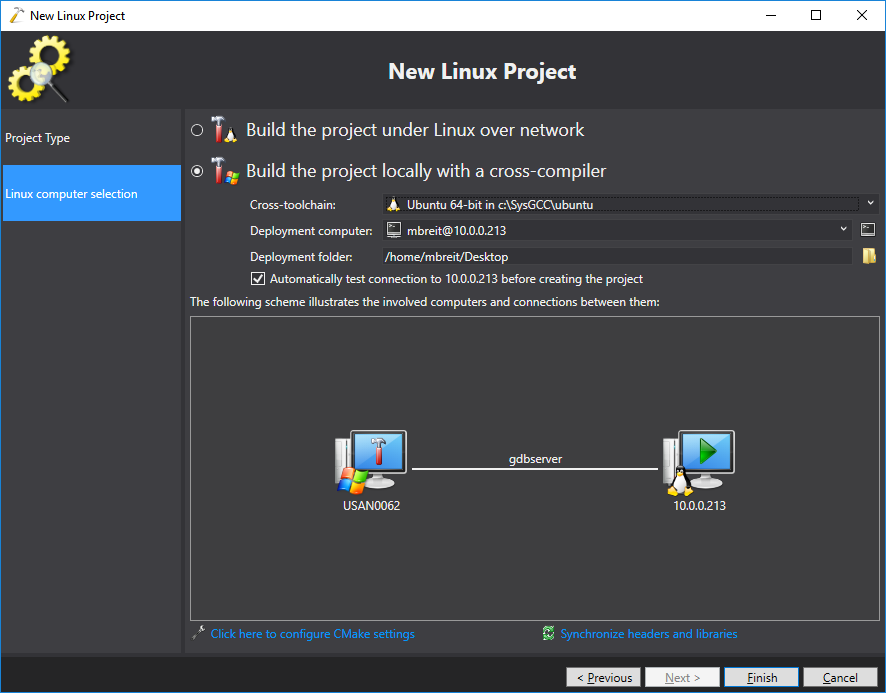 New Linux Project
New Linux Project
Project Type
Linux computer selection
Build the project under Linux over network
Build the project locally with a cross-compiler
Cross-toolchain: Ubuntu 64-bit in c:\SysGCC\ubuntu
Deployment computer: mbreit@10.0.0.213
Deployment folder: /home/mbreit/Desktop
Automatically test connection to 10.0.0.213 before creating the project
The following scheme illustrates the involved computers and connections between them:
gdbserver
USAN0062 10.0.0.213
Click here to configure CMake settings Synchronize headers and libraries
< Previous Next > Finish Cancel